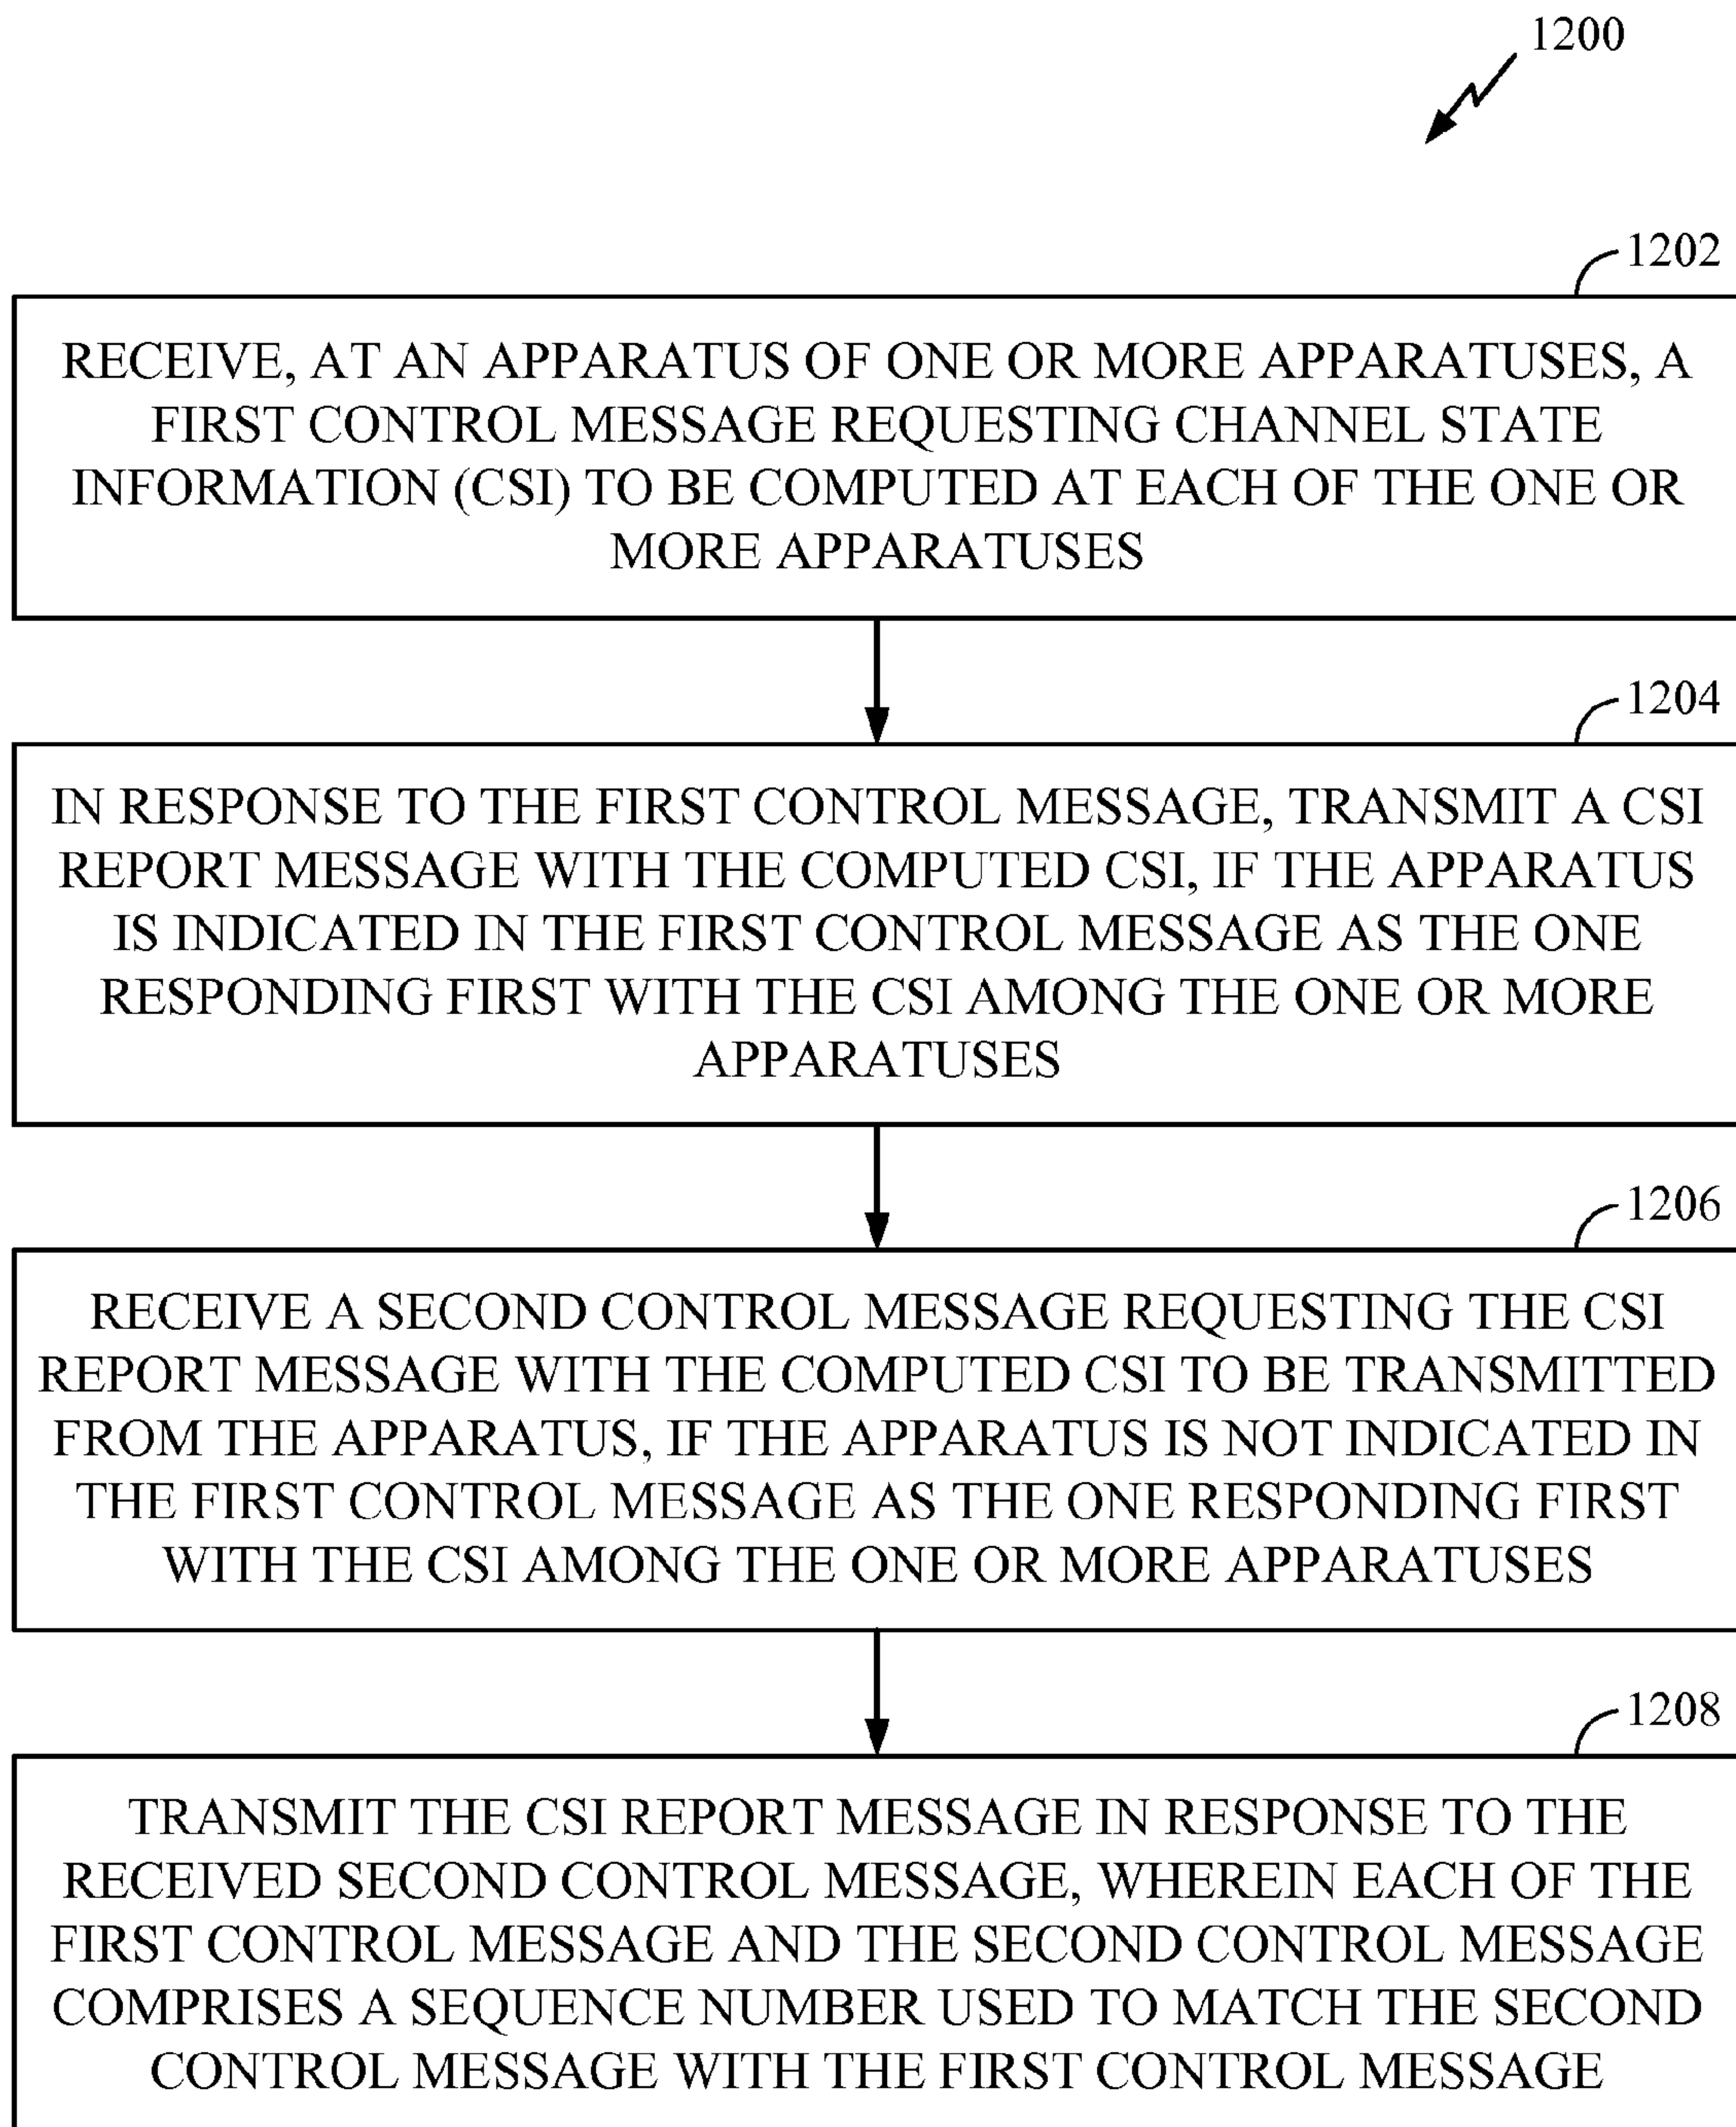 1200
1202
RECEIVE, AT AN APPARATUS OF ONE OR MORE APPARATUSES, A
FIRST CONTROL MESSAGE REQUESTING CHANNEL STATE
INFORMATION (CSI) TO BE COMPUTED AT EACH OF THE ONE OR
MORE APPARATUSES
1204
IN RESPONSE TO THE FIRST CONTROL MESSAGE, TRANSMIT A CSI
REPORT MESSAGE WITH THE COMPUTED CSI, IF THE APPARATUS
IS INDICATED IN THE FIRST CONTROL MESSAGE AS THE ONE
RESPONDING FIRST WITH THE CSI AMONG THE ONE OR MORE
APPARATUSES
1206
RECEIVE A SECOND CONTROL MESSAGE REQUESTING THE CSI
REPORT MESSAGE WITH THE COMPUTED CSI TO BE TRANSMITTED
FROM THE APPARATUS, IF THE APPARATUS IS NOT INDICATED IN
THE FIRST CONTROL MESSAGE AS THE ONE RESPONDING FIRST
WITH THE CSI AMONG THE ONE OR MORE APPARATUSES
1208
TRANSMIT THE CSI REPORT MESSAGE IN RESPONSE TO THE
RECEIVED SECOND CONTROL MESSAGE, WHEREIN EACH OF THE
FIRST CONTROL MESSAGE AND THE SECOND CONTROL MESSAGE
COMPRISES A SEQUENCE NUMBER USED TO MATCH THE SECOND
CONTROL MESSAGE WITH THE FIRST CONTROL MESSAGE